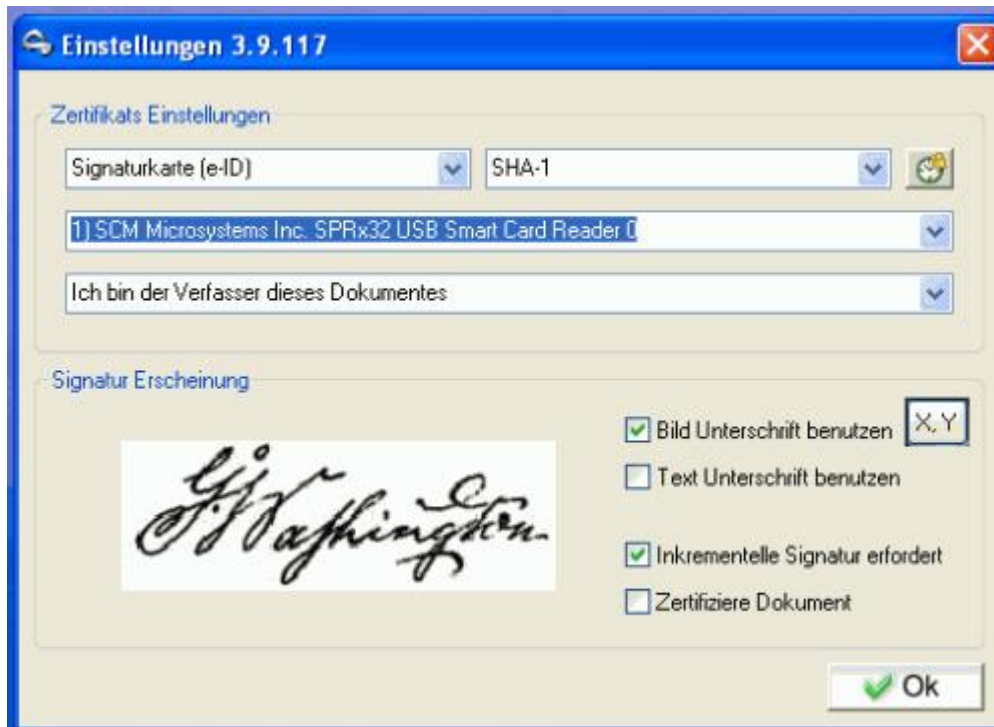 Einstellungen 3.9.117
Zertifikats Einstellungen
Signaturkarte (e-ID) SHA-1
1) SCM Microsystems Inc. SPRx32 USB Smart Card Reader 0
Ich bin der Verfasser dieses Dokumentes
Signatur Erscheinung
Bild Unterschrift benutzen X,Y
Text Unterschrift benutzen
G. Washington
Inkrementelle Signatur erfordert
Zertifiziere Dokument
Ok